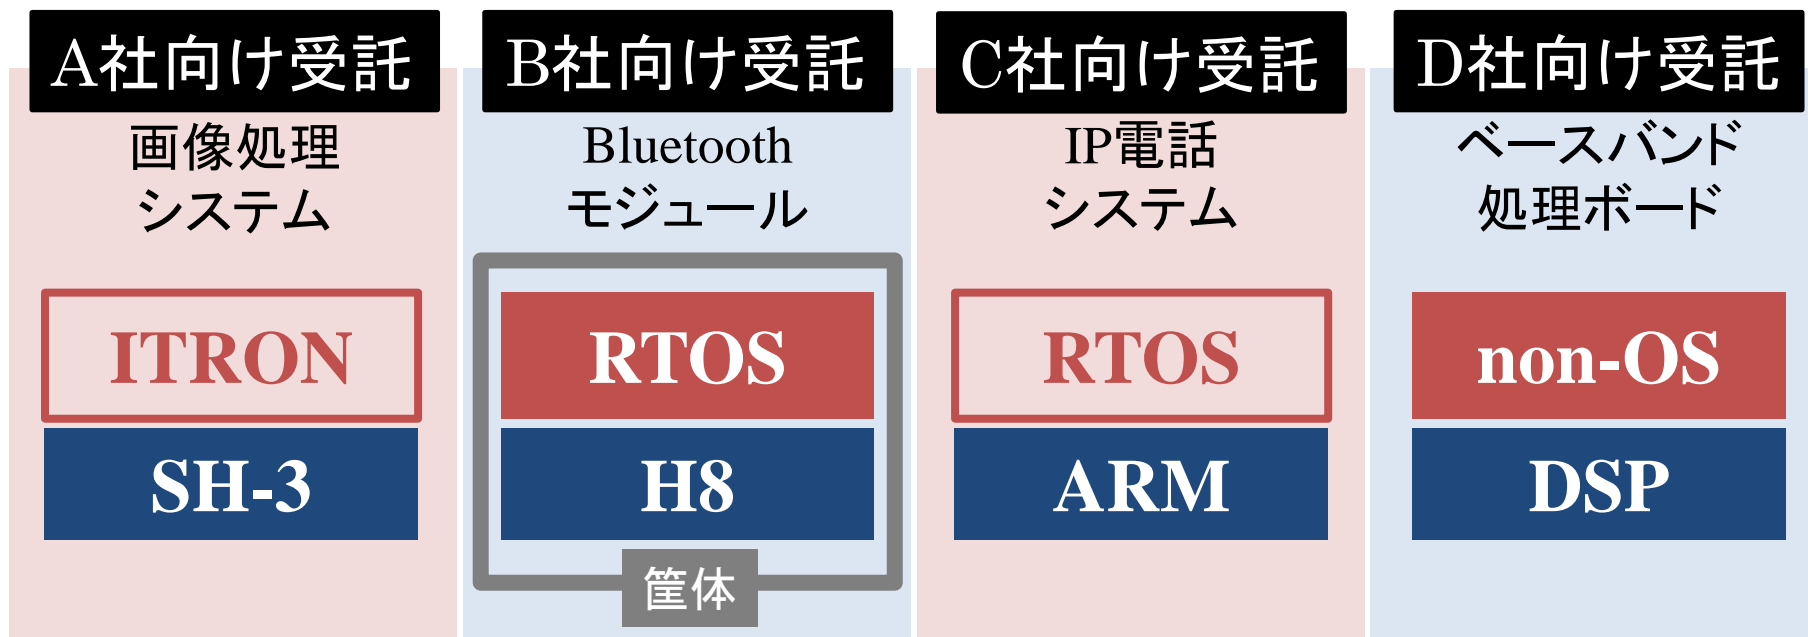 A社向け受託
画像処理
システム
ITRON
SH-3
B社向け受託
Bluetooth
モジュール
RTOS
H8
筐体
C社向け受託
IP電話
システム
RTOS
ARM
D社向け受託
ベースバンド
処理ボード
non-OS
DSP